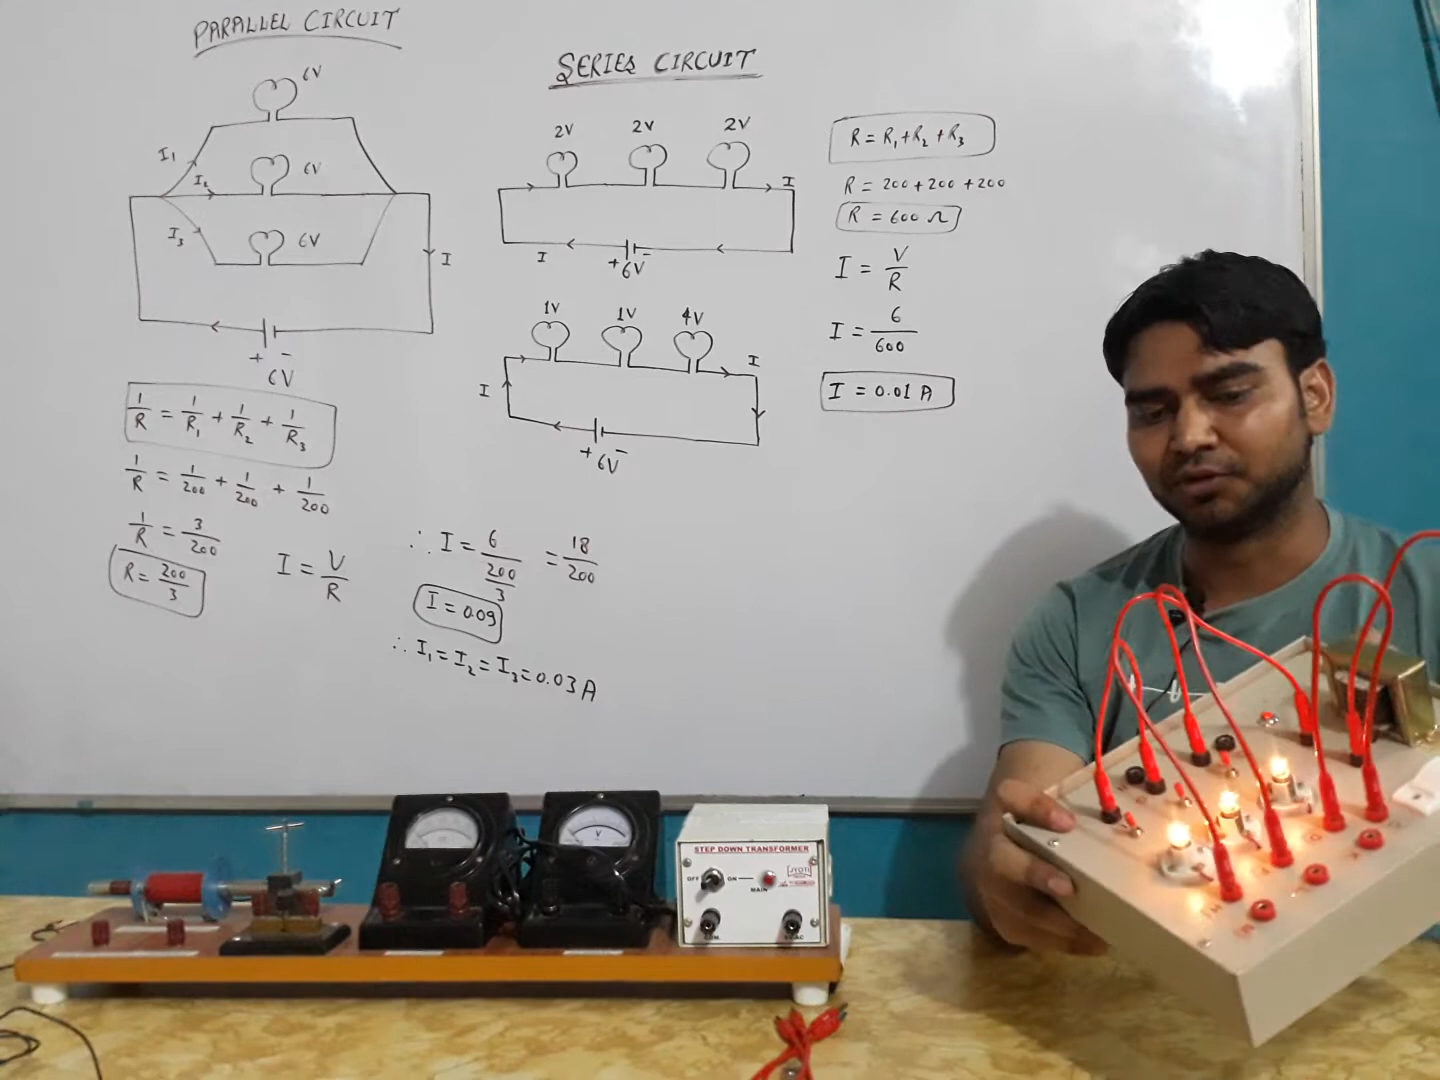 PARALLEL CIRCUIT
6V
I₁
I₂
6V
I₃
6V
I
+ −
6V
1/R = 1/R₁ + 1/R₂ + 1/R₃
1/R = 1/200 + 1/200 + 1/200
1/R = 3/200
R = 200/3
I = V/R
∴ I = 6/(200/3) = 18/200
I = 0.09
∴ I₁ = I₂ = I₃ = 0.03 A
SERIES CIRCUIT
2V 2V 2V
I
I
+ 6V −
1V 1V 4V
I
I
+ 6V −
R = R₁ + R₂ + R₃
R = 200 + 200 + 200
R = 600 Ω
I = V/R
I = 6/600
I = 0.01 A
V
STEP DOWN TRANSFORMER
OFF ON
MAIN
JYOTI